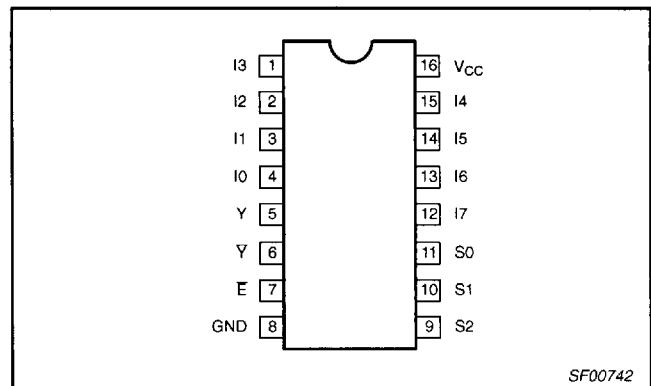 I3 1 16 VCC
I2 2 15 I4
I1 3 14 I5
I0 4 13 I6
Y 5 12 I7
Y̅ 6 11 S0
E̅ 7 10 S1
GND 8 9 S2
SF00742